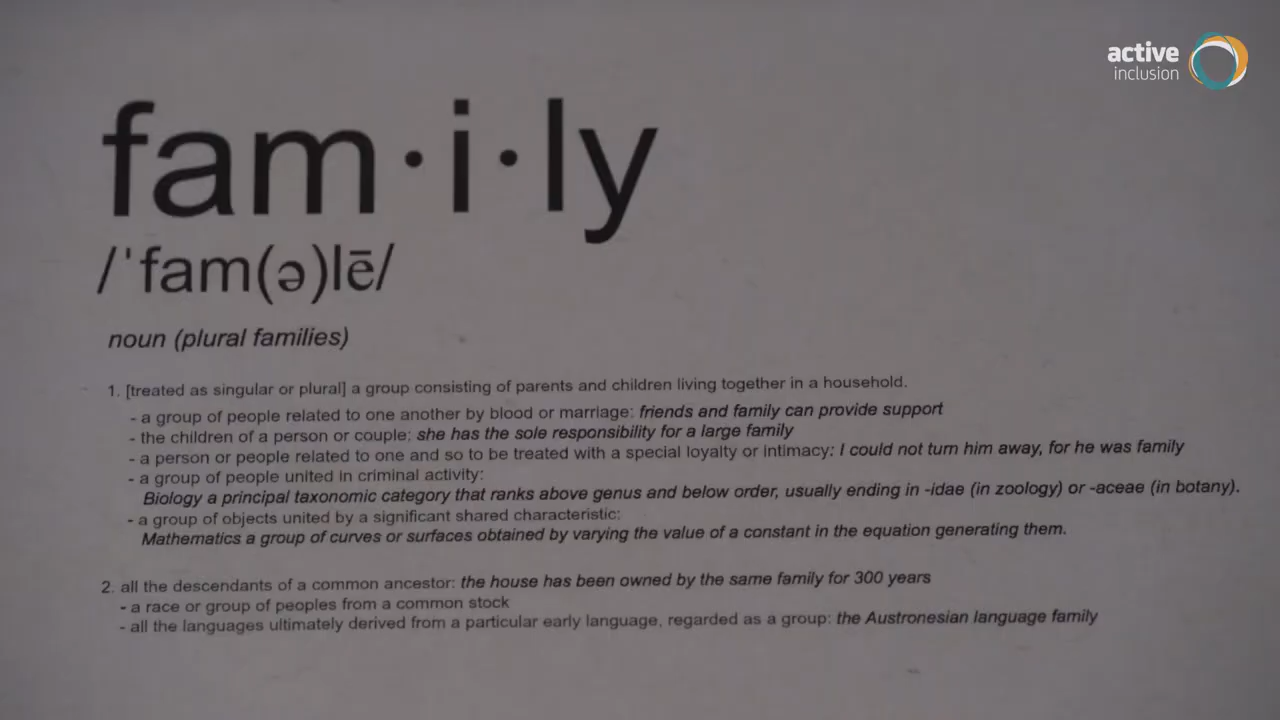 active
inclusion
fam·i·ly
/ˈfam(ə)lē/
noun (plural families)
1. [treated as singular or plural] a group consisting of parents and children living together in a household.
- a group of people related to one another by blood or marriage: friends and family can provide support
- the children of a person or couple: she has the sole responsibility for a large family
- a person or people related to one and so to be treated with a special loyalty or intimacy: I could not turn him away, for he was family
- a group of people united in criminal activity:
Biology a principal taxonomic category that ranks above genus and below order, usually ending in -idae (in zoology) or -aceae (in botany).
- a group of objects united by a significant shared characteristic:
Mathematics a group of curves or surfaces obtained by varying the value of a constant in the equation generating them.
2. all the descendants of a common ancestor: the house has been owned by the same family for 300 years
- a race or group of peoples from a common stock
- all the languages ultimately derived from a particular early language, regarded as a group: the Austronesian language family